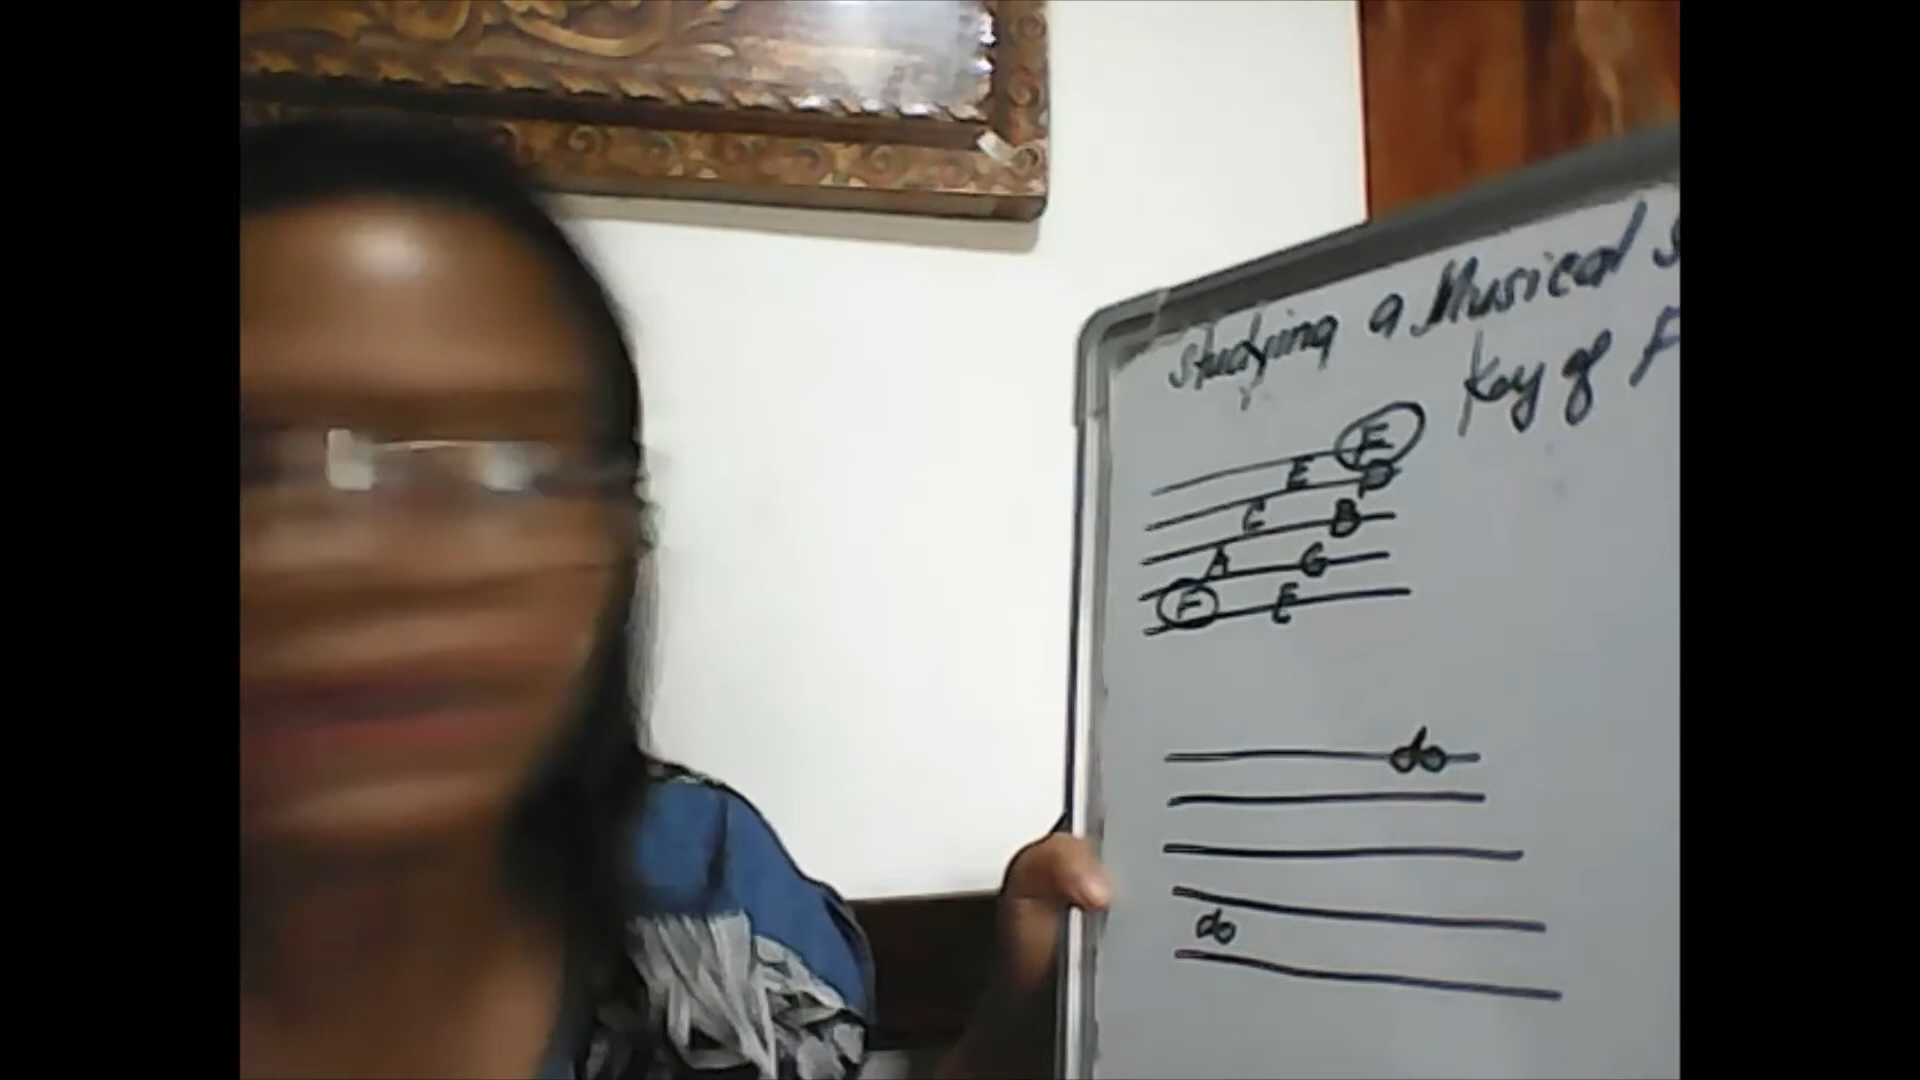 Studying a Musical S
Key of F
F
E D
C B
A G
F E
do
do